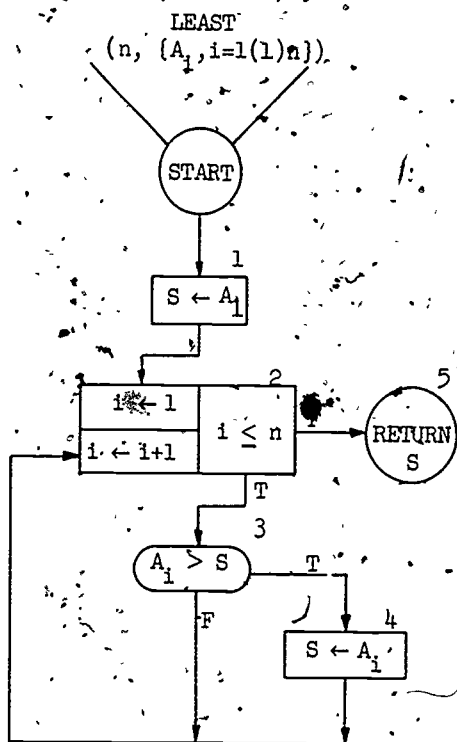 LEAST
(n, {A_i, i=1(1)n})
START
1
S ← A_1
2
i ← 1
i ≤ n
i ← i+1
T
5
RETURN
S
3
A_i > S
T
F
4
S ← A_i